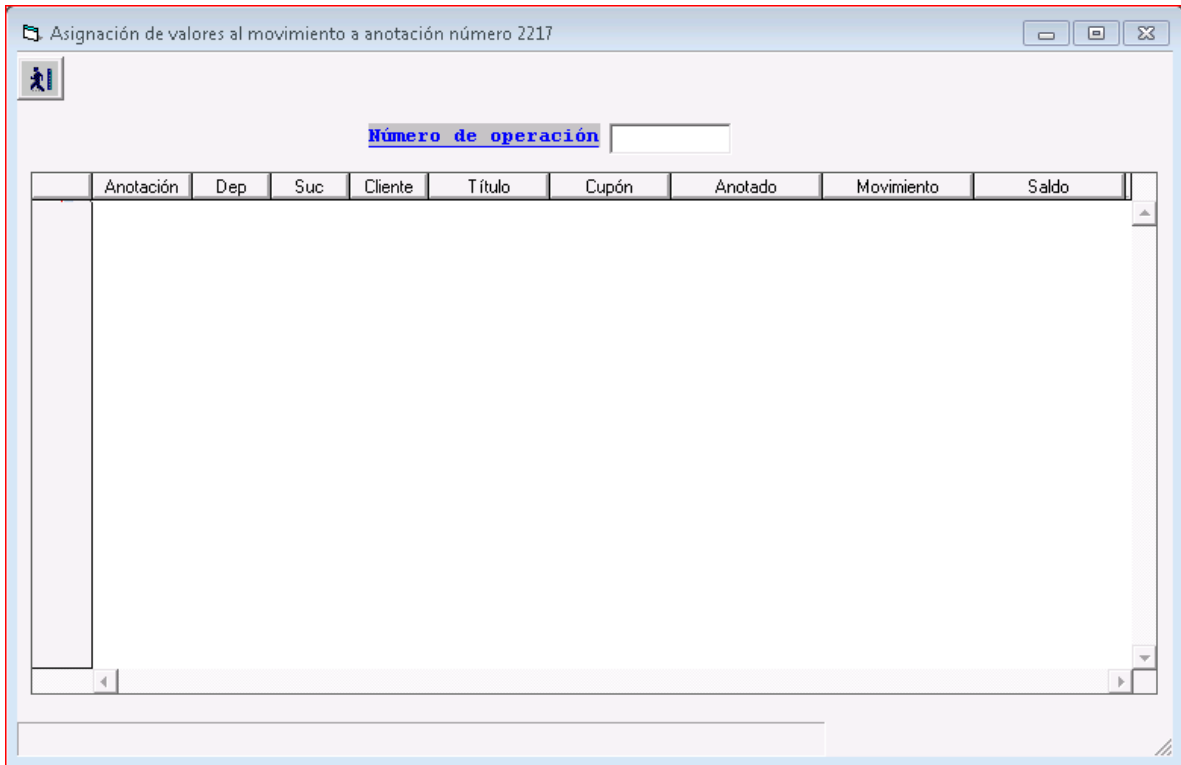 Asignación de valores al movimiento a anotación número 2217
Número de operación
Anotación Dep Suc Cliente Título Cupón Anotado Movimiento Saldo